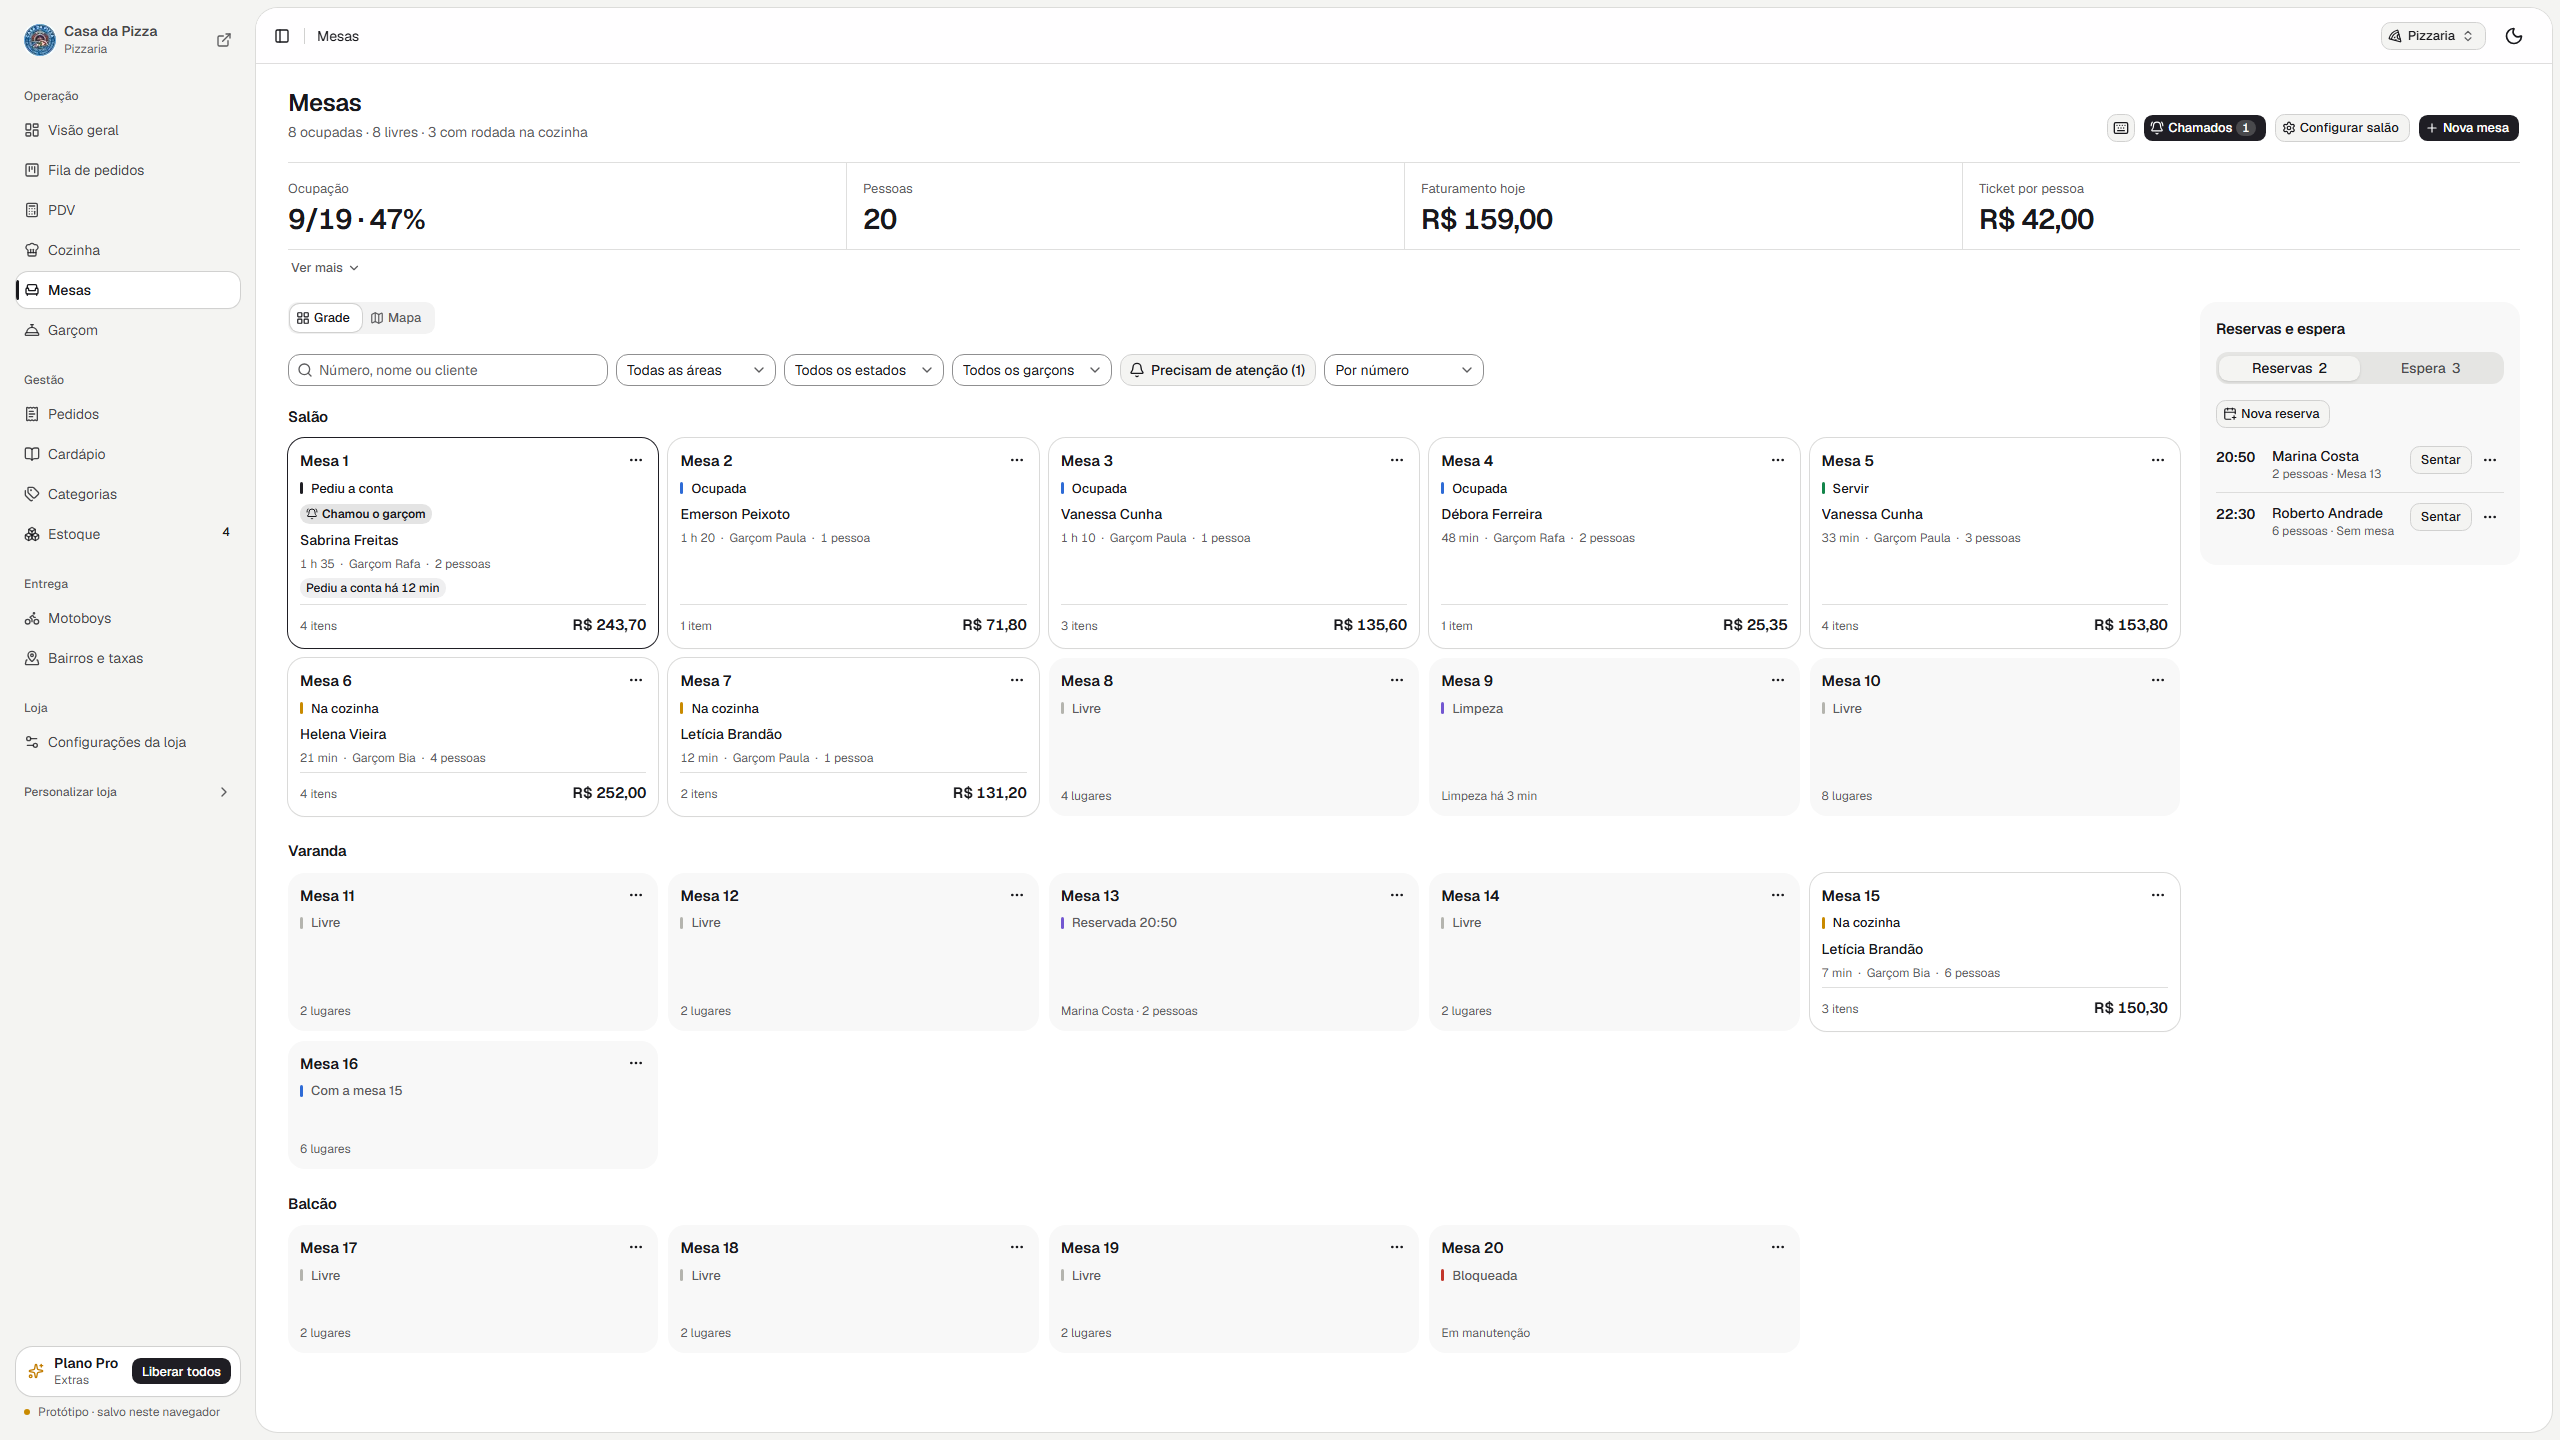 Casa da Pizza
Pizzaria
Operação
Visão geral
Fila de pedidos
PDV
Cozinha
Mesas
Garçom
Gestão
Pedidos
Cardápio
Categorias
Estoque 4
Entrega
Motoboys
Bairros e taxas
Loja
Configurações da loja
Personalizar loja
Plano Pro
Extras
Liberar todos
Protótipo · salvo neste navegador
Mesas
Pizzaria
Mesas
8 ocupadas · 8 livres · 3 com rodada na cozinha
Chamados 1
Configurar salão
+ Nova mesa
Ocupação
9/19 · 47%
Pessoas
20
Faturamento hoje
R$ 159,00
Ticket por pessoa
R$ 42,00
Ver mais
Grade
Mapa
Número, nome ou cliente
Todas as áreas
Todos os estados
Todos os garçons
Precisam de atenção (1)
Por número
Salão
Mesa 1
Pediu a conta
Chamou o garçom
Sabrina Freitas
1 h 35 · Garçom Rafa · 2 pessoas
Pediu a conta há 12 min
4 itens R$ 243,70
Mesa 2
Ocupada
Emerson Peixoto
1 h 20 · Garçom Paula · 1 pessoa
1 item R$ 71,80
Mesa 3
Ocupada
Vanessa Cunha
1 h 10 · Garçom Paula · 1 pessoa
3 itens R$ 135,60
Mesa 4
Ocupada
Débora Ferreira
48 min · Garçom Rafa · 2 pessoas
1 item R$ 25,35
Mesa 5
Servir
Vanessa Cunha
33 min · Garçom Paula · 3 pessoas
4 itens R$ 153,80
Mesa 6
Na cozinha
Helena Vieira
21 min · Garçom Bia · 4 pessoas
4 itens R$ 252,00
Mesa 7
Na cozinha
Letícia Brandão
12 min · Garçom Paula · 1 pessoa
2 itens R$ 131,20
Mesa 8
Livre
4 lugares
Mesa 9
Limpeza
Limpeza há 3 min
Mesa 10
Livre
8 lugares
Varanda
Mesa 11
Livre
2 lugares
Mesa 12
Livre
2 lugares
Mesa 13
Reservada 20:50
Marina Costa · 2 pessoas
Mesa 14
Livre
2 lugares
Mesa 15
Na cozinha
Letícia Brandão
7 min · Garçom Bia · 6 pessoas
3 itens R$ 150,30
Mesa 16
Com a mesa 15
6 lugares
Balcão
Mesa 17
Livre
2 lugares
Mesa 18
Livre
2 lugares
Mesa 19
Livre
2 lugares
Mesa 20
Bloqueada
Em manutenção
Reservas e espera
Reservas 2
Espera 3
Nova reserva
20:50 Marina Costa
2 pessoas · Mesa 13
Sentar
22:30 Roberto Andrade
6 pessoas · Sem mesa
Sentar